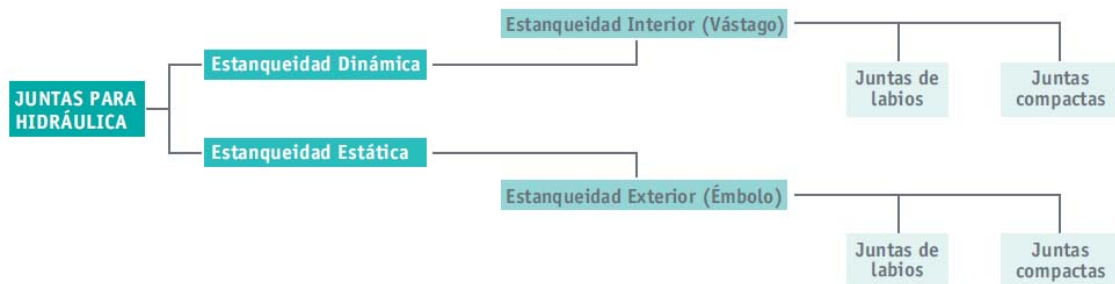 JUNTAS PARA
HIDRÁULICA
Estanqueidad Dinámica
Estanqueidad Estática
Estanqueidad Interior (Vástago)
Juntas de
labios
Juntas
compactas
Estanqueidad Exterior (Émbolo)
Juntas de
labios
Juntas
compactas